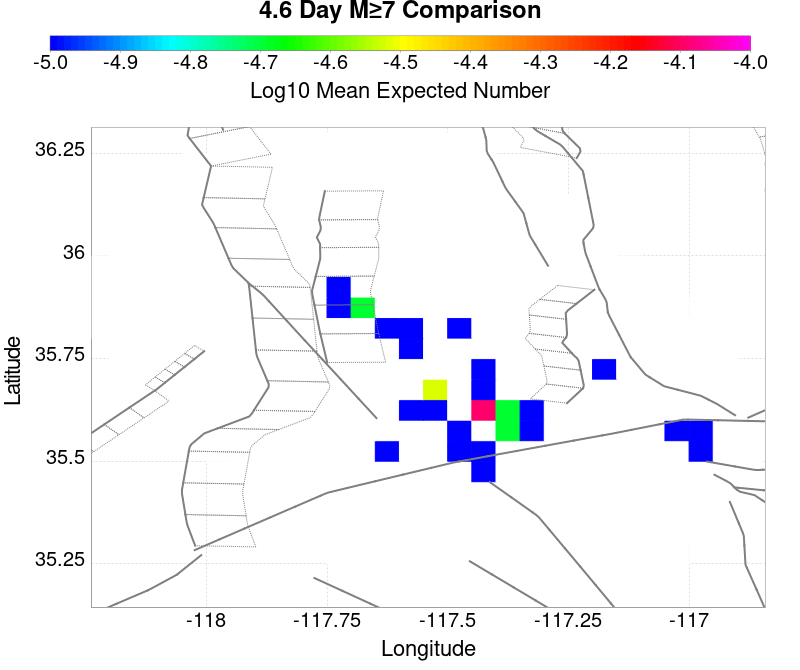 4.6 Day M≥7 Comparison
-5.0 -4.9 -4.8 -4.7 -4.6 -4.5 -4.4 -4.3 -4.2 -4.1 -4.0
Log10 Mean Expected Number
36.25
36
35.75
35.5
35.25
Latitude
-118 -117.75 -117.5 -117.25 -117
Longitude